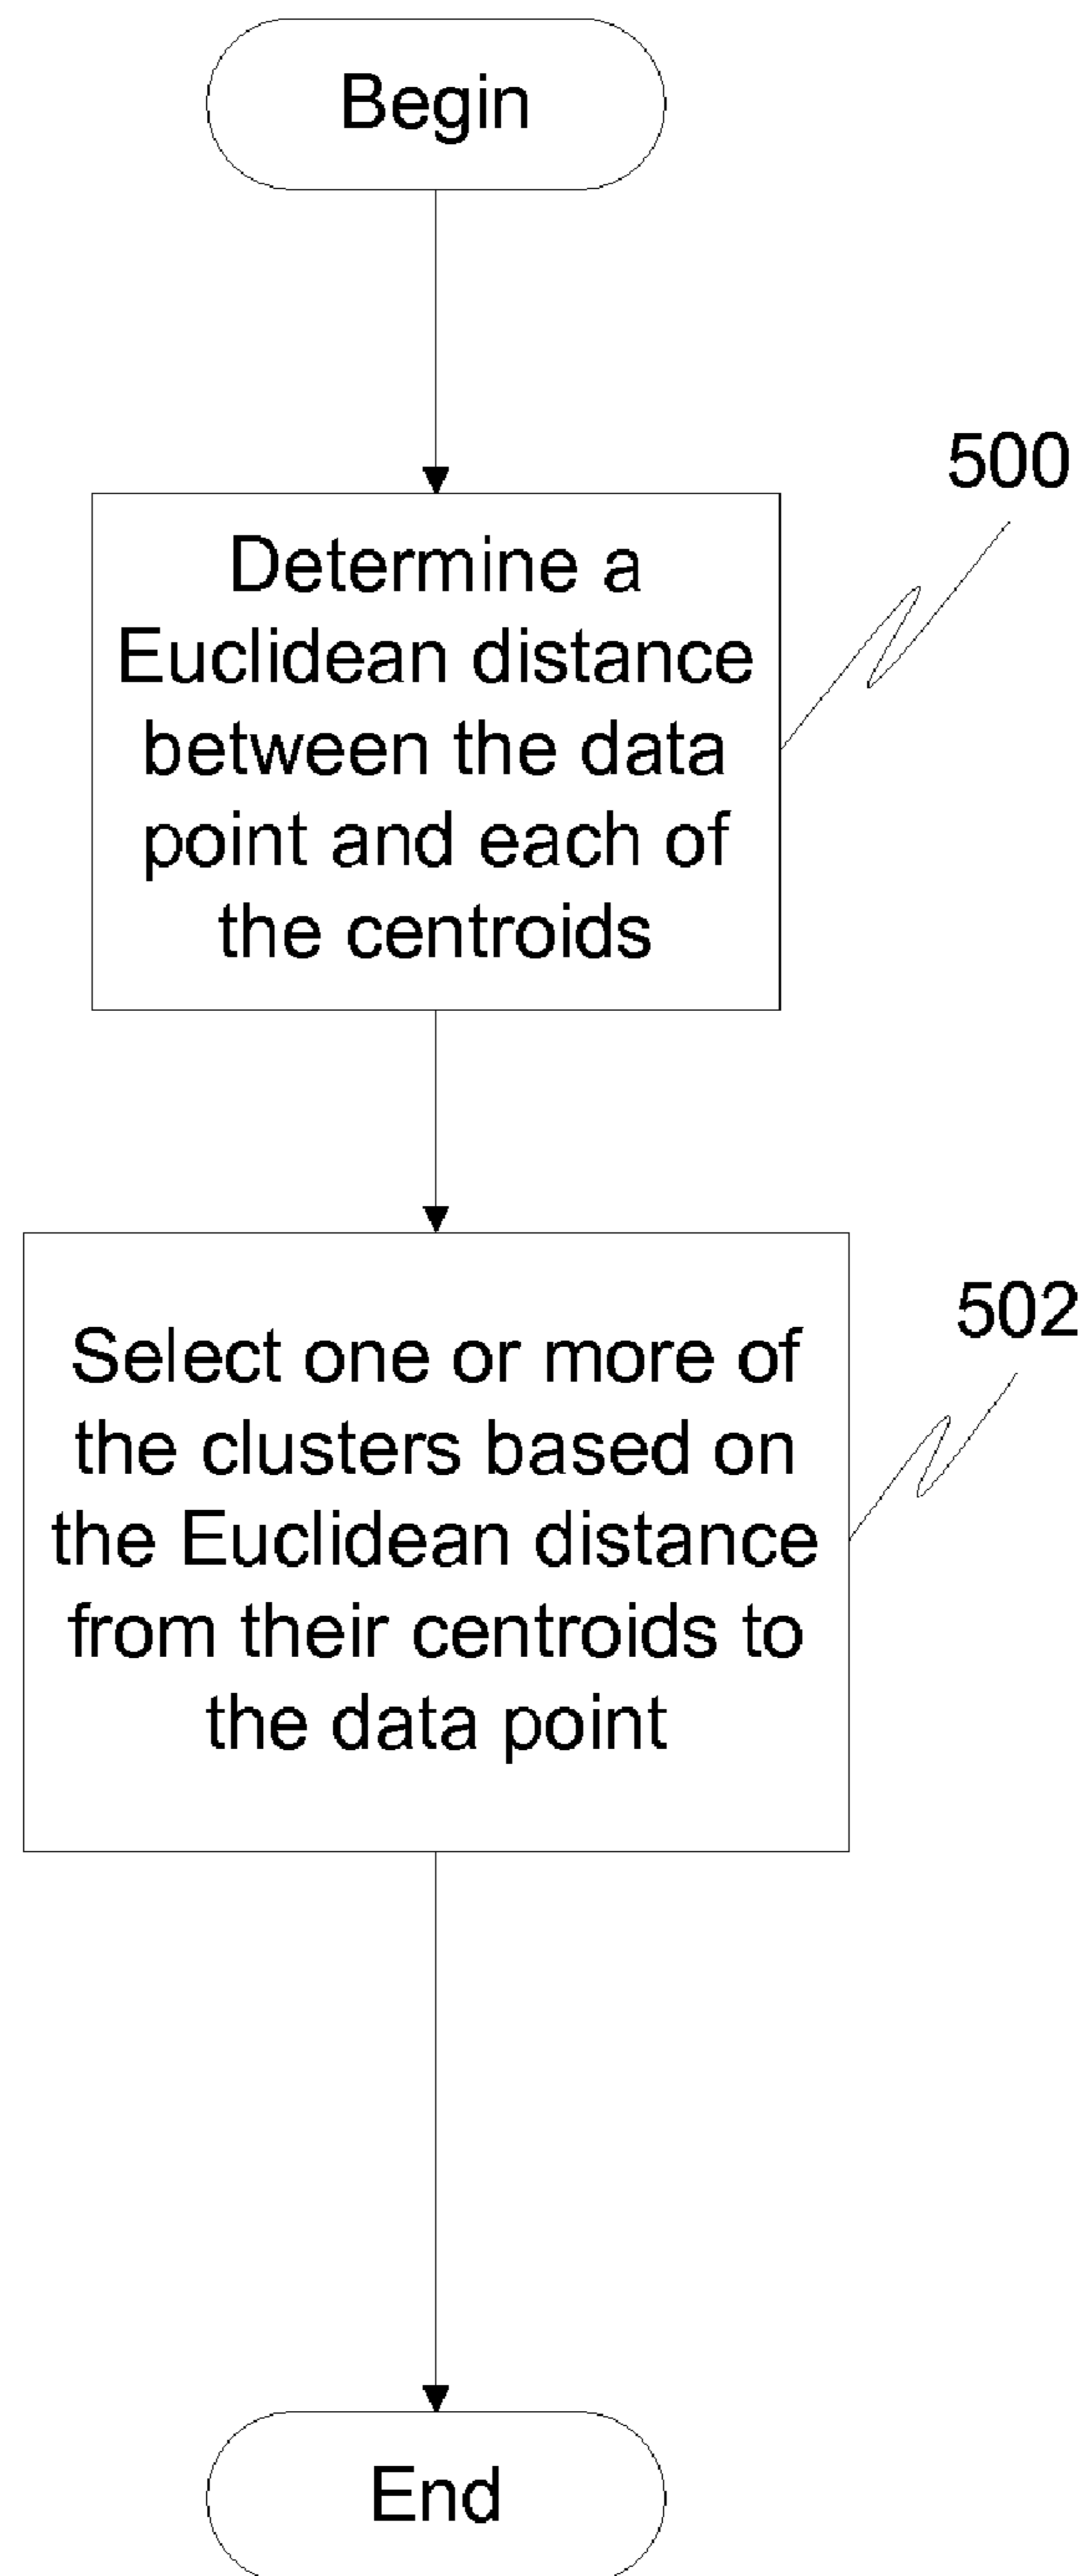 Begin
500
Determine a
Euclidean distance
between the data
point and each of
the centroids
502
Select one or more of
the clusters based on
the Euclidean distance
from their centroids to
the data point
End